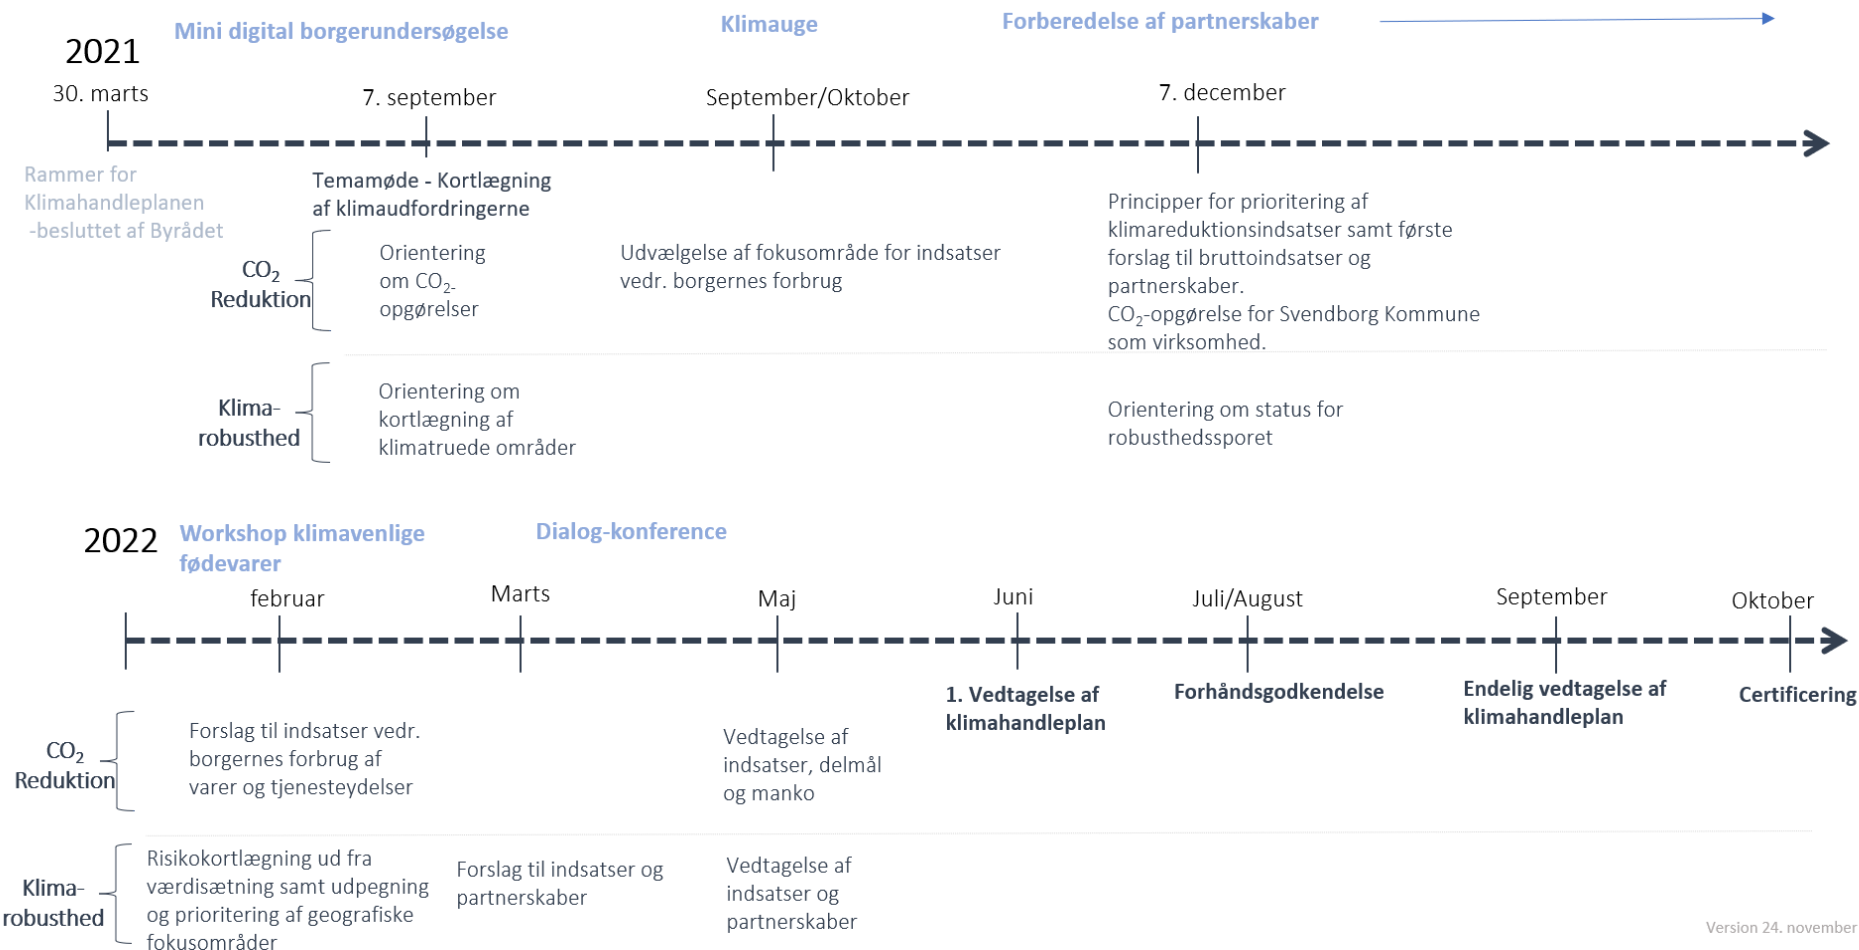 2021
Mini digital borgerundersøgelse
Klimauge
Forberedelse af partnerskaber
30. marts
7. september
September/Oktober
7. december
Rammer for
Klimahandleplanen
-besluttet af Byrådet
Temamøde - Kortlægning
af klimaudfordringerne
CO2
Reduktion
Orientering
om CO2-
opgørelser
Udvælgelse af fokusområde for indsatser
vedr. borgernes forbrug
Principper for prioritering af
klimareduktionsindsatser samt første
forslag til bruttoindsatser og
partnerskaber.
CO2-opgørelse for Svendborg Kommune
som virksomhed.
Klima-
robusthed
Orientering om
kortlægning af
klimatruede områder
Orientering om status for
robusthedssporet
2022
Workshop klimavenlige
fødevarer
Dialog-konference
februar
Marts
Maj
Juni
Juli/August
September
Oktober
1. Vedtagelse af
klimahandleplan
Forhåndsgodkendelse
Endelig vedtagelse af
klimahandleplan
Certificering
CO2
Reduktion
Forslag til indsatser vedr.
borgernes forbrug af
varer og tjenesteydelser
Vedtagelse af
indsatser, delmål
og manko
Klima-
robusthed
Risikokortlægning ud fra
værdisætning samt udpegning
og prioritering af geografiske
fokusområder
Forslag til indsatser og
partnerskaber
Vedtagelse af
indsatser og
partnerskaber
Version 24. november